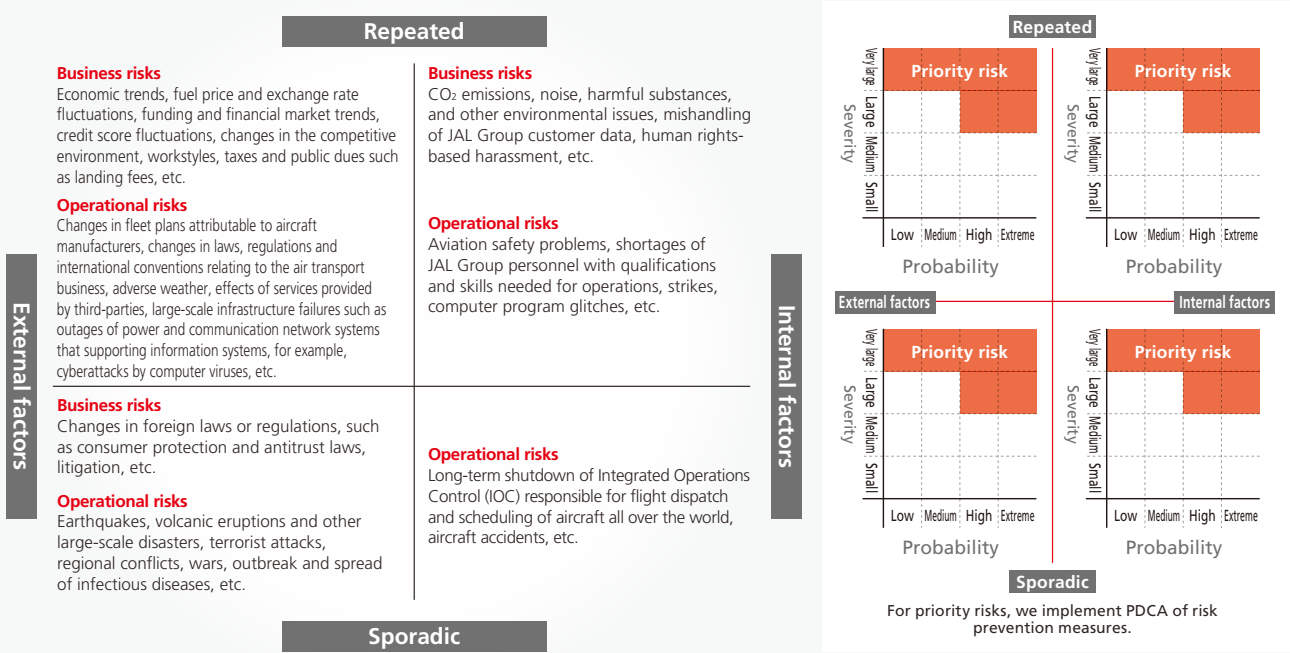 Repeated
External factors
Business risks
Economic trends, fuel price and exchange rate
fluctuations, funding and financial market trends,
credit score fluctuations, changes in the competitive
environment, workstyles, taxes and public dues such
as landing fees, etc.
Operational risks
Changes in fleet plans attributable to aircraft
manufacturers, changes in laws, regulations and
international conventions relating to the air transport
business, adverse weather, effects of services provided
by third-parties, large-scale infrastructure failures such as
outages of power and communication network systems
that supporting information systems, for example,
cyberattacks by computer viruses, etc.
Business risks
CO2 emissions, noise, harmful substances,
and other environmental issues, mishandling
of JAL Group customer data, human rights-
based harassment, etc.
Operational risks
Aviation safety problems, shortages of
JAL Group personnel with qualifications
and skills needed for operations, strikes,
computer program glitches, etc.
Business risks
Changes in foreign laws or regulations, such
as consumer protection and antitrust laws,
litigation, etc.
Operational risks
Earthquakes, volcanic eruptions and other
large-scale disasters, terrorist attacks,
regional conflicts, wars, outbreak and spread
of infectious diseases, etc.
Operational risks
Long-term shutdown of Integrated Operations
Control (IOC) responsible for flight dispatch
and scheduling of aircraft all over the world,
aircraft accidents, etc.
Internal factors
Sporadic
Repeated
Severity
Very large
Large
Medium
Small
Priority risk
Low Medium High Extreme
Probability
Severity
Very large
Large
Medium
Small
Priority risk
Low Medium High Extreme
Probability
External factors
Internal factors
Severity
Very large
Large
Medium
Small
Priority risk
Low Medium High Extreme
Probability
Severity
Very large
Large
Medium
Small
Priority risk
Low Medium High Extreme
Probability
Sporadic
For priority risks, we implement PDCA of risk
prevention measures.